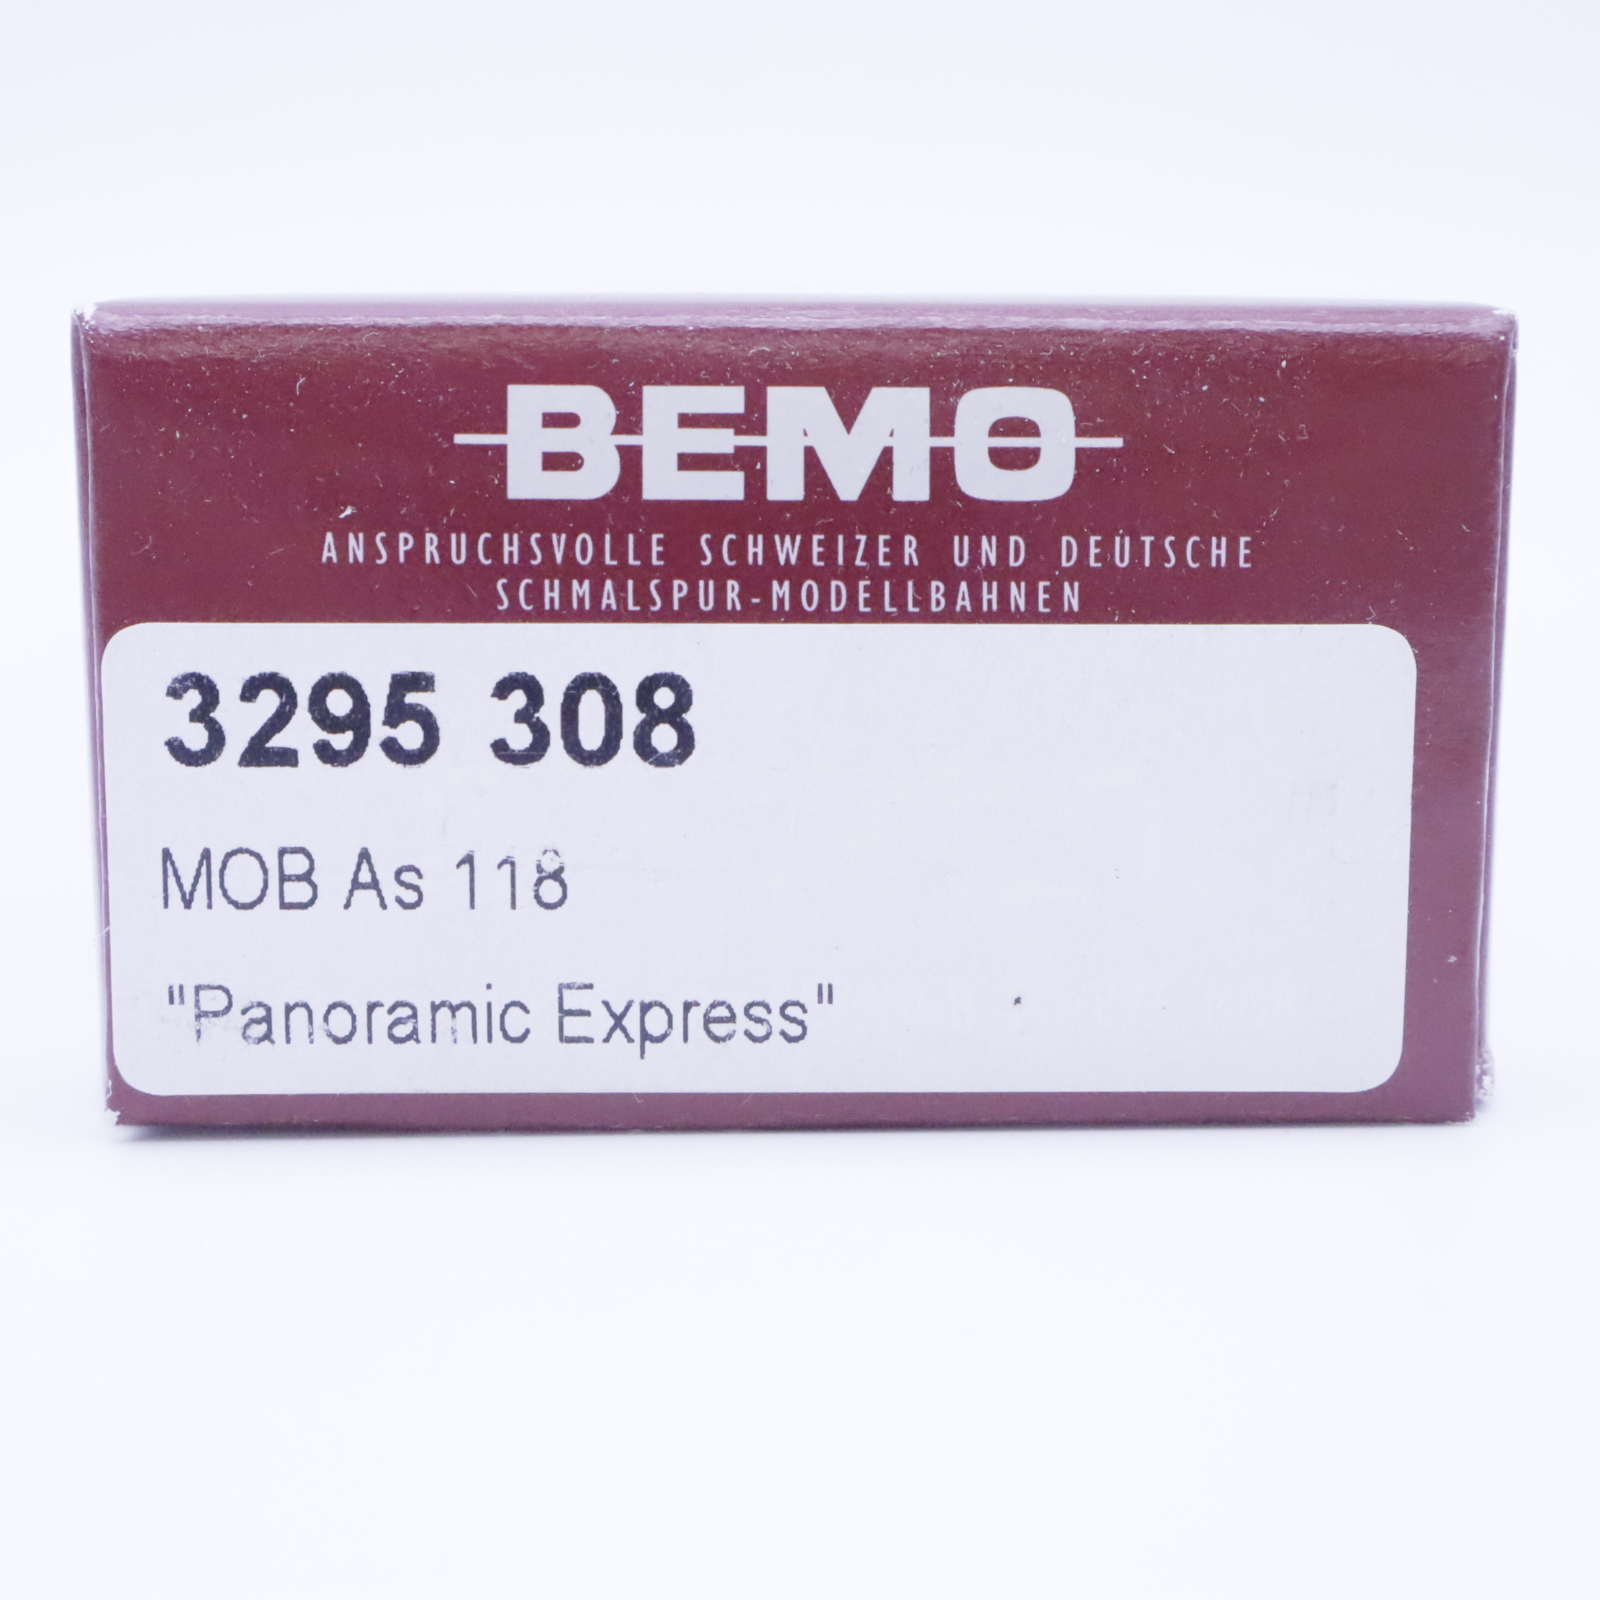 BEMO
ANSPRUCHSVOLLE SCHWEIZER UND DEUTSCHE
SCHMALSPUR-MODELLBAHNEN
3295 308
MOB As 118
"Panoramic Express"